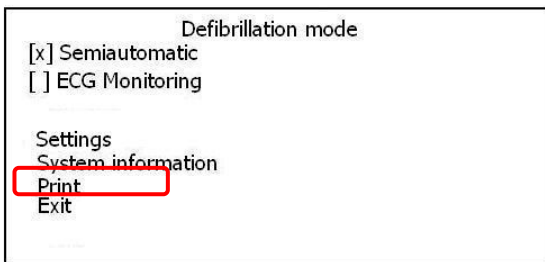 Defibrillation mode
[x] Semiautomatic
[ ] ECG Monitoring
Settings
System information
Print
Exit